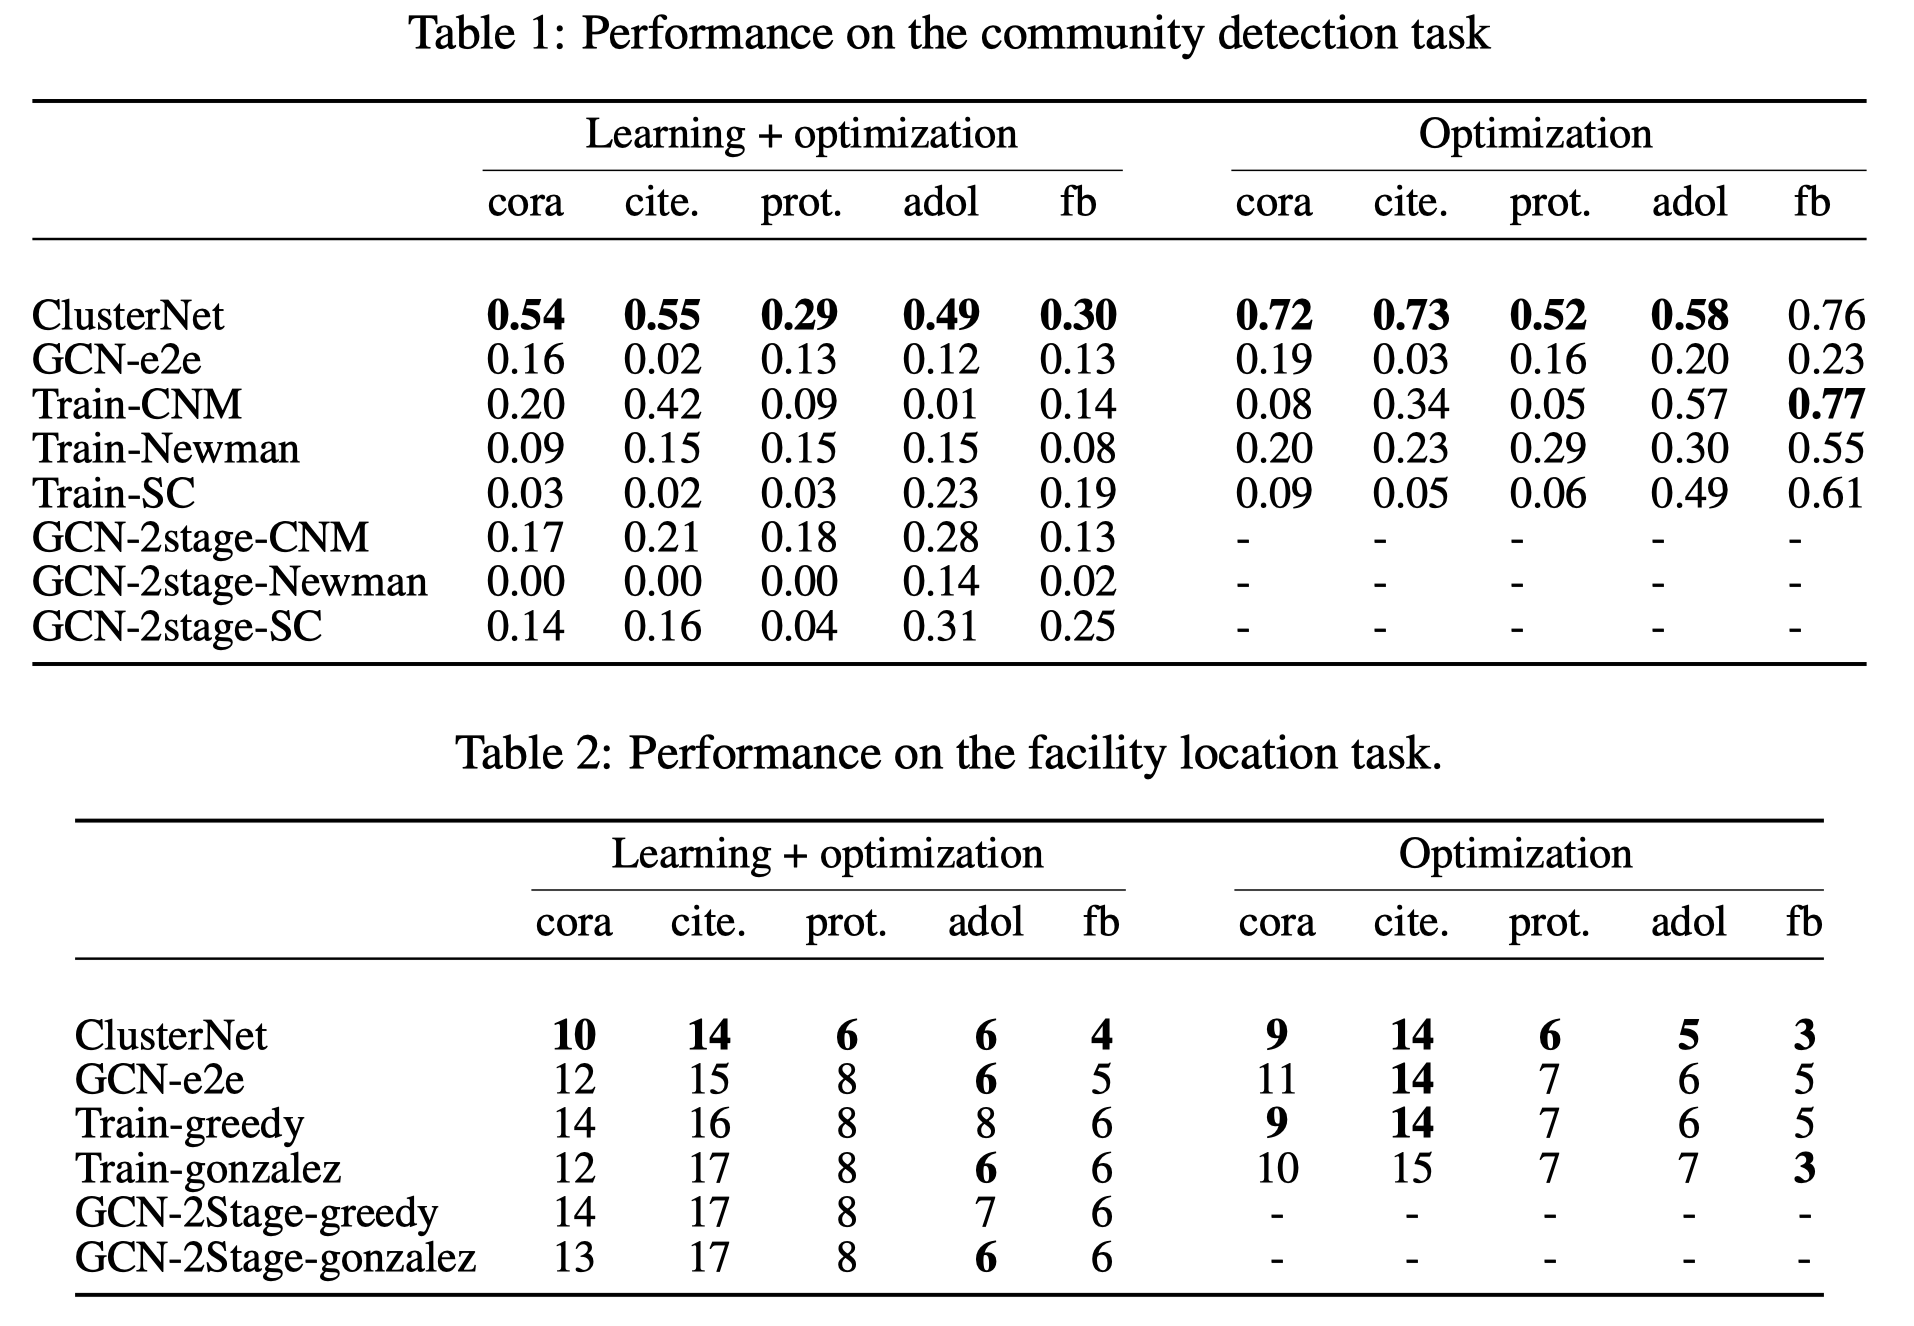 Table 1: Performance on the community detection task
Learning + optimization Optimization
cora cite. prot. adol fb cora cite. prot. adol fb
ClusterNet 0.54 0.55 0.29 0.49 0.30 0.72 0.73 0.52 0.58 0.76
GCN-e2e 0.16 0.02 0.13 0.12 0.13 0.19 0.03 0.16 0.20 0.23
Train-CNM 0.20 0.42 0.09 0.01 0.14 0.08 0.34 0.05 0.57 0.77
Train-Newman 0.09 0.15 0.15 0.15 0.08 0.20 0.23 0.29 0.30 0.55
Train-SC 0.03 0.02 0.03 0.23 0.19 0.09 0.05 0.06 0.49 0.61
GCN-2stage-CNM 0.17 0.21 0.18 0.28 0.13 - - - - -
GCN-2stage-Newman 0.00 0.00 0.00 0.14 0.02 - - - - -
GCN-2stage-SC 0.14 0.16 0.04 0.31 0.25 - - - - -
Table 2: Performance on the facility location task.
Learning + optimization Optimization
cora cite. prot. adol fb cora cite. prot. adol fb
ClusterNet 10 14 6 6 4 9 14 6 5 3
GCN-e2e 12 15 8 6 5 11 14 7 6 5
Train-greedy 14 16 8 8 6 9 14 7 6 5
Train-gonzalez 12 17 8 6 6 10 15 7 7 3
GCN-2Stage-greedy 14 17 8 7 6 - - - - -
GCN-2Stage-gonzalez 13 17 8 6 6 - - - - -